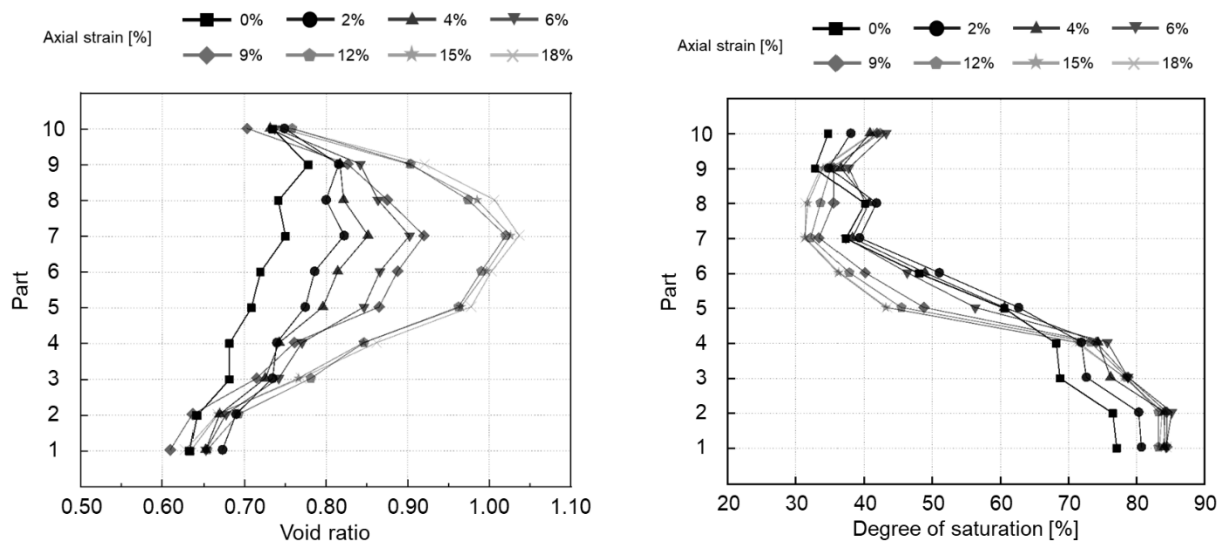 Axial strain [%]
0% 2% 4% 6%
9% 12% 15% 18%
Part
10
9
8
7
6
5
4
3
2
1
0.50 0.60 0.70 0.80 0.90 1.00 1.10
Void ratio
Axial strain [%]
0% 2% 4% 6%
9% 12% 15% 18%
Part
10
9
8
7
6
5
4
3
2
1
20 30 40 50 60 70 80 90
Degree of saturation [%]